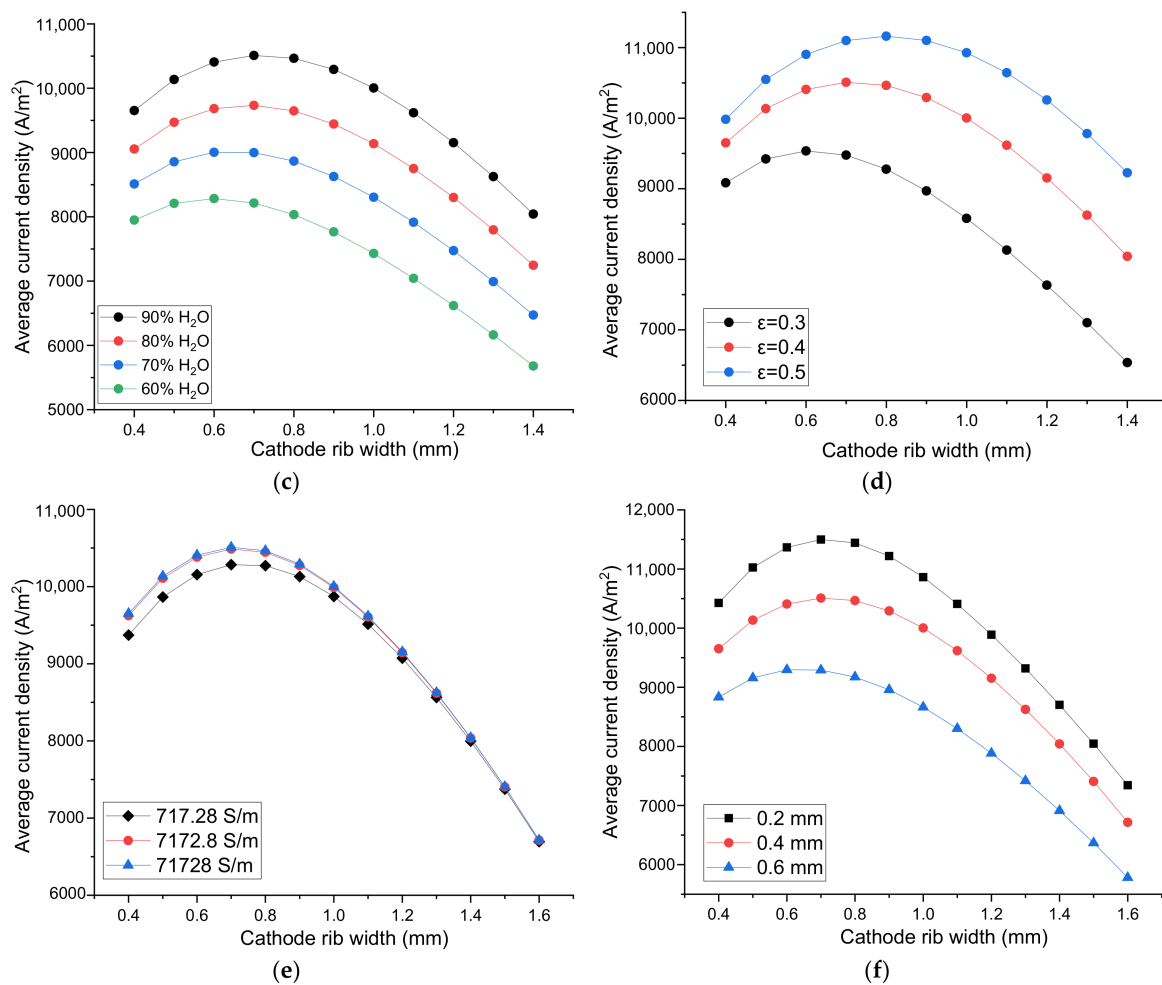 11,000
10,000
9000
8000
7000
6000
5000
Average current density (A/m²)
90% H₂O
80% H₂O
70% H₂O
60% H₂O
0.4 0.6 0.8 1.0 1.2 1.4
Cathode rib width (mm)
(c)
11,000
10,000
9000
8000
7000
6000
Average current density (A/m²)
ε=0.3
ε=0.4
ε=0.5
0.4 0.6 0.8 1.0 1.2 1.4
Cathode rib width (mm)
(d)
11,000
10,000
9000
8000
7000
6000
Average current density (A/m²)
717.28 S/m
7172.8 S/m
71728 S/m
0.4 0.6 0.8 1.0 1.2 1.4 1.6
Cathode rib width (mm)
(e)
12,000
11,000
10,000
9000
8000
7000
6000
Average current density (A/m²)
0.2 mm
0.4 mm
0.6 mm
0.4 0.6 0.8 1.0 1.2 1.4 1.6
Cathode rib width (mm)
(f)